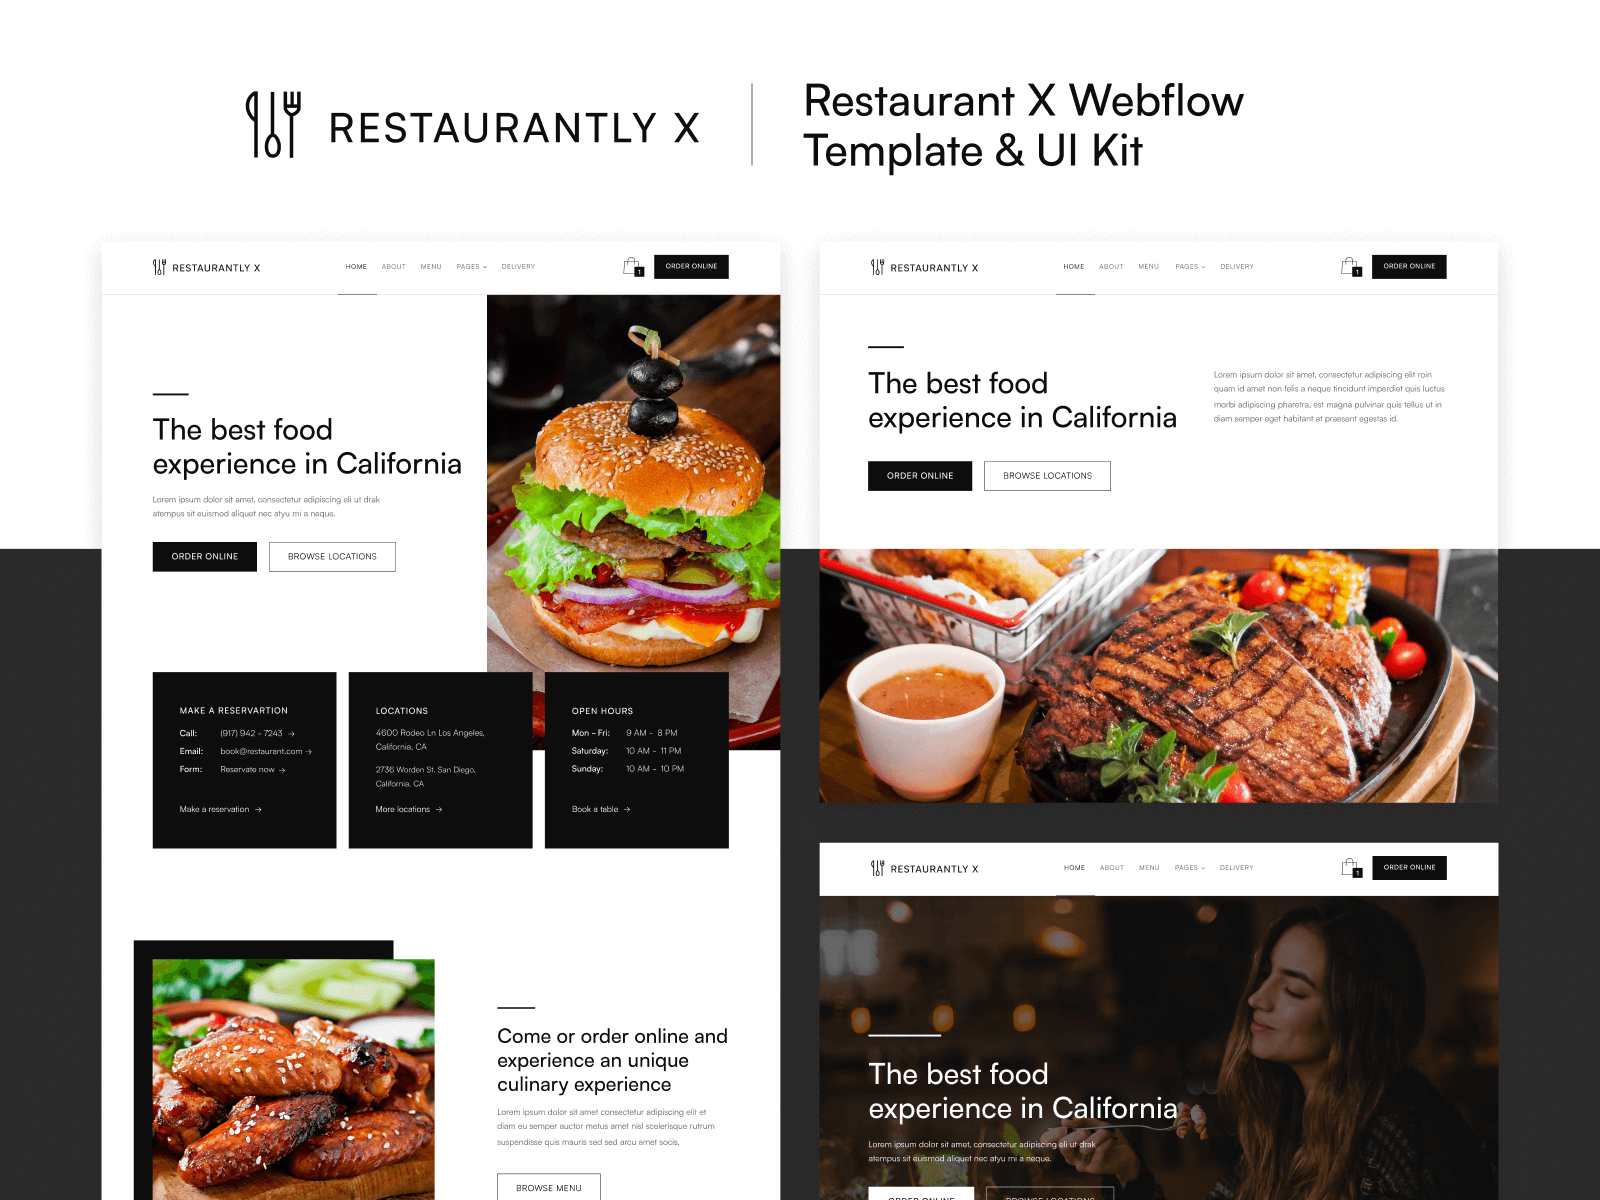 RESTAURANTLY X
Restaurant X Webflow
Template & UI Kit
RESTAURANTLY X
HOME ABOUT MENU PAGES DELIVERY
1
ORDER ONLINE
The best food
experience in California
Lorem ipsum dolor sit amet, consectetur adipiscing eli ut drak
atempus sit euismod aliquet nec atyu mi a neque.
ORDER ONLINE
BROWSE LOCATIONS
MAKE A RESERVARTION
Call: (917) 942 - 7243 →
Email: book@restaurant.com →
Form: Reservate now →
Make a reservation →
LOCATIONS
4600 Rodeo Ln Los Angeles,
California, CA
2736 Worden St. San Diego,
California, CA
More locations →
OPEN HOURS
Mon - Fri: 9 AM - 8 PM
Saturday: 10 AM - 11 PM
Sunday: 10 AM - 10 PM
Book a table →
Come or order online and
experience an unique
culinary experience
Lorem ipsum dolor sit amet consectetur adipiscing elit et
diam eu semper auctor metus amet nisl scelerisque rutrum
suspendisse quis mauris sed sed arcu amet socis.
BROWSE MENU
RESTAURANTLY X
HOME ABOUT MENU PAGES DELIVERY
1
ORDER ONLINE
The best food
experience in California
Lorem ipsum dolor sit amet, consectetur adipiscing elit roin
quam id amet non felis a neque tincidunt imperdiet quis luctus
morbi adipiscing pharetra, est magna pulvinar quis tellus ut in
diam semper eget habitant at praesent egestas id.
ORDER ONLINE
BROWSE LOCATIONS
RESTAURANTLY X
HOME ABOUT MENU PAGES DELIVERY
1
ORDER ONLINE
The best food
experience in California
Lorem ipsum dolor sit amet, consectetur adipiscing eli ut drak
atempus sit euismod aliquet nec atyu mi a neque.
ORDER ONLINE
BROWSE LOCATIONS